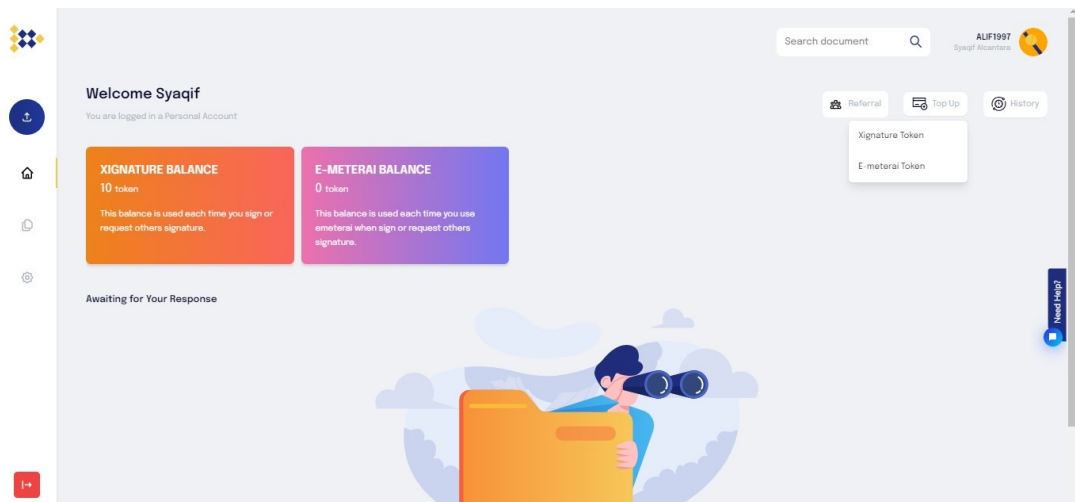 Search document
ALIF1997
Syaqif Alcantara
Welcome Syaqif
You are logged in a Personal Account
Referral
Top Up
History
Xignature Token
E-meterai Token
XIGNATURE BALANCE
10 token
This balance is used each time you sign or
request others signature.
E-METERAI BALANCE
0 token
This balance is used each time you use
emeterai when sign or request others
signature.
Need Help?
Awaiting for Your Response